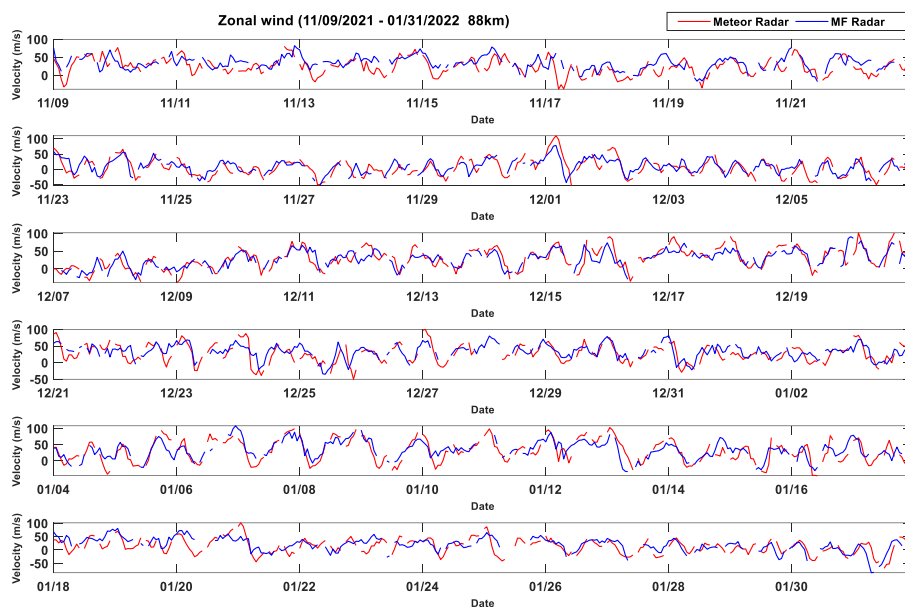 Zonal wind (11/09/2021 - 01/31/2022 88km)
Meteor Radar MF Radar
Velocity (m/s)
100
50
0
11/09 11/11 11/13 11/15 11/17 11/19 11/21
Date
Velocity (m/s)
100
50
0
-50
11/23 11/25 11/27 11/29 12/01 12/03 12/05
Date
Velocity (m/s)
100
50
0
12/07 12/09 12/11 12/13 12/15 12/17 12/19
Date
Velocity (m/s)
100
50
0
-50
12/21 12/23 12/25 12/27 12/29 12/31 01/02
Date
Velocity (m/s)
100
50
0
01/04 01/06 01/08 01/10 01/12 01/14 01/16
Date
Velocity (m/s)
100
50
0
-50
01/18 01/20 01/22 01/24 01/26 01/28 01/30
Date